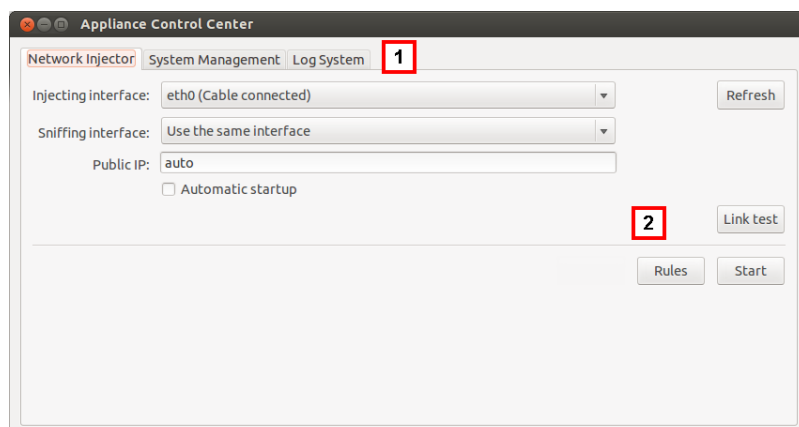 Appliance Control Center
Network Injector System Management Log System 1
Injecting interface: eth0 (Cable connected) Refresh
Sniffing interface: Use the same interface
Public IP: auto
Automatic startup
2 Link test
Rules Start